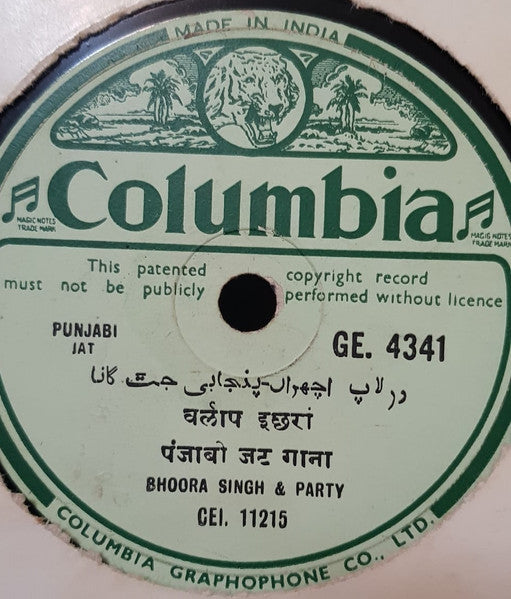 MADE IN INDIA
Columbia
MAGIC NOTES
TRADE MARK
MAGIC NOTES
TRADE MARK
This patented copyright record
must not be publicly performed without licence
PUNJABI
JAT
GE. 4341
ورلاپ اچھراں-پنجابی جٹ گانا
वर्लाप इछरां
पंजाबी जट गाना
BHOORA SINGH & PARTY
CEI. 11215
COLUMBIA GRAPHOPHONE CO., LTD.